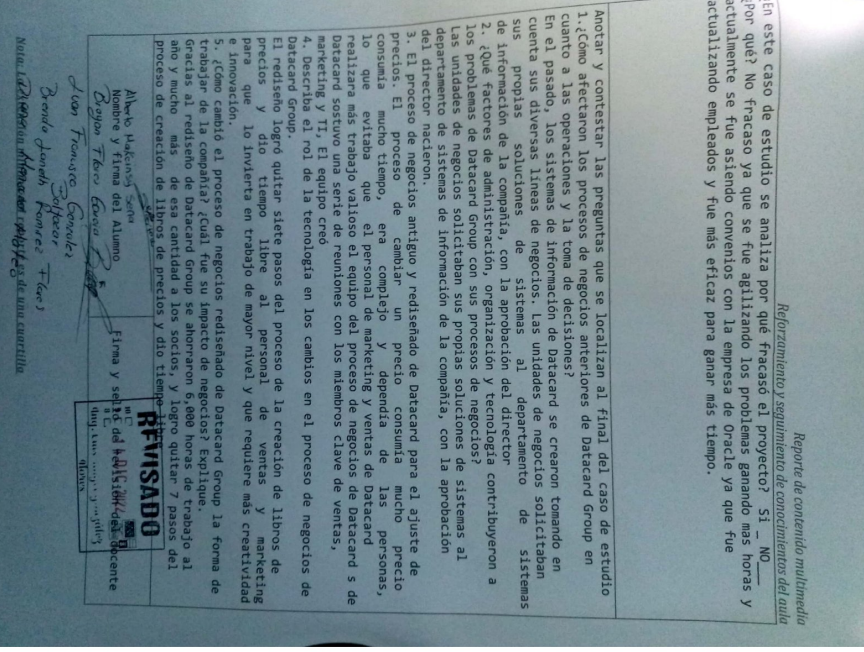 Reporte de contenido multimedia
Reforzamiento y seguimiento de conocimientos del aula
¿En este caso de estudio se analiza por qué fracasó el proyecto? Si _ NO___
¿Por qué? No fracaso ya que se fue agilizando los problemas ganando mas horas y
actualmente se fue asiendo convenios con la empresa de Oracle ya que fue
actualizando empleados y fue más eficaz para ganar más tiempo.
Anotar y contestar las preguntas que se localizan al final del caso de estudio
1.¿Cómo afectaron los procesos de negocios anteriores de Datacard Group en
cuanto a las operaciones y la toma de decisiones?
En el pasado, los sistemas de información de Datacard se crearon tomando en
cuenta sus diversas líneas de negocios. Las unidades de negocios solicitaban
sus propias soluciones de sistemas al departamento de sistemas
de información de la compañía, con la aprobación del director
2. ¿Qué factores de administración, organización y tecnología contribuyeron a
los problemas de Datacard Group con sus procesos de negocios?
Las unidades de negocios solicitaban sus propias soluciones de sistemas al
departamento de sistemas de información de la compañía, con la aprobación
del director nacieron.
3. El proceso de negocios antiguo y rediseñado de Datacard para el ajuste de
precios. El proceso de cambiar un precio consumía mucho precio
consumía mucho tiempo, era complejo y dependía de las personas,
lo que evitaba que el personal de marketing y ventas de Datacard
realizara más trabajo valioso el equipo del proceso de negocios de Datacard s de
Datacard sostuvo una serie de reuniones con los miembros clave de ventas,
marketing y TI, El equipo creó
4. Describa el rol de la tecnología en los cambios en el proceso de negocios de
Datacard Group.
El rediseño logró quitar siete pasos del proceso de la creación de libros de
precios y dio tiempo libre al personal de ventas y marketing
para que lo invierta en trabajo de mayor nivel y que requiere más creatividad
e innovación.
5. ¿Cómo cambió el proceso de negocios rediseñado de Datacard Group la forma de
trabajar de la compañía? ¿Cuál fue su impacto de negocios? Explique.
Gracias al rediseño de Datacard Group se ahorraron 6,000 horas de trabajo al
año y mucho más de esa cantidad a los socios, y logro quitar 7 pasos del
proceso de creación de libros de precios y dio tiempo libre
REVISADO
Nombre y firma del Alumno
Firma y sello de revisión del docente
Brayan Flores
Juan Francisco Gonzalez
Brenda Janeth Ramirez Flores